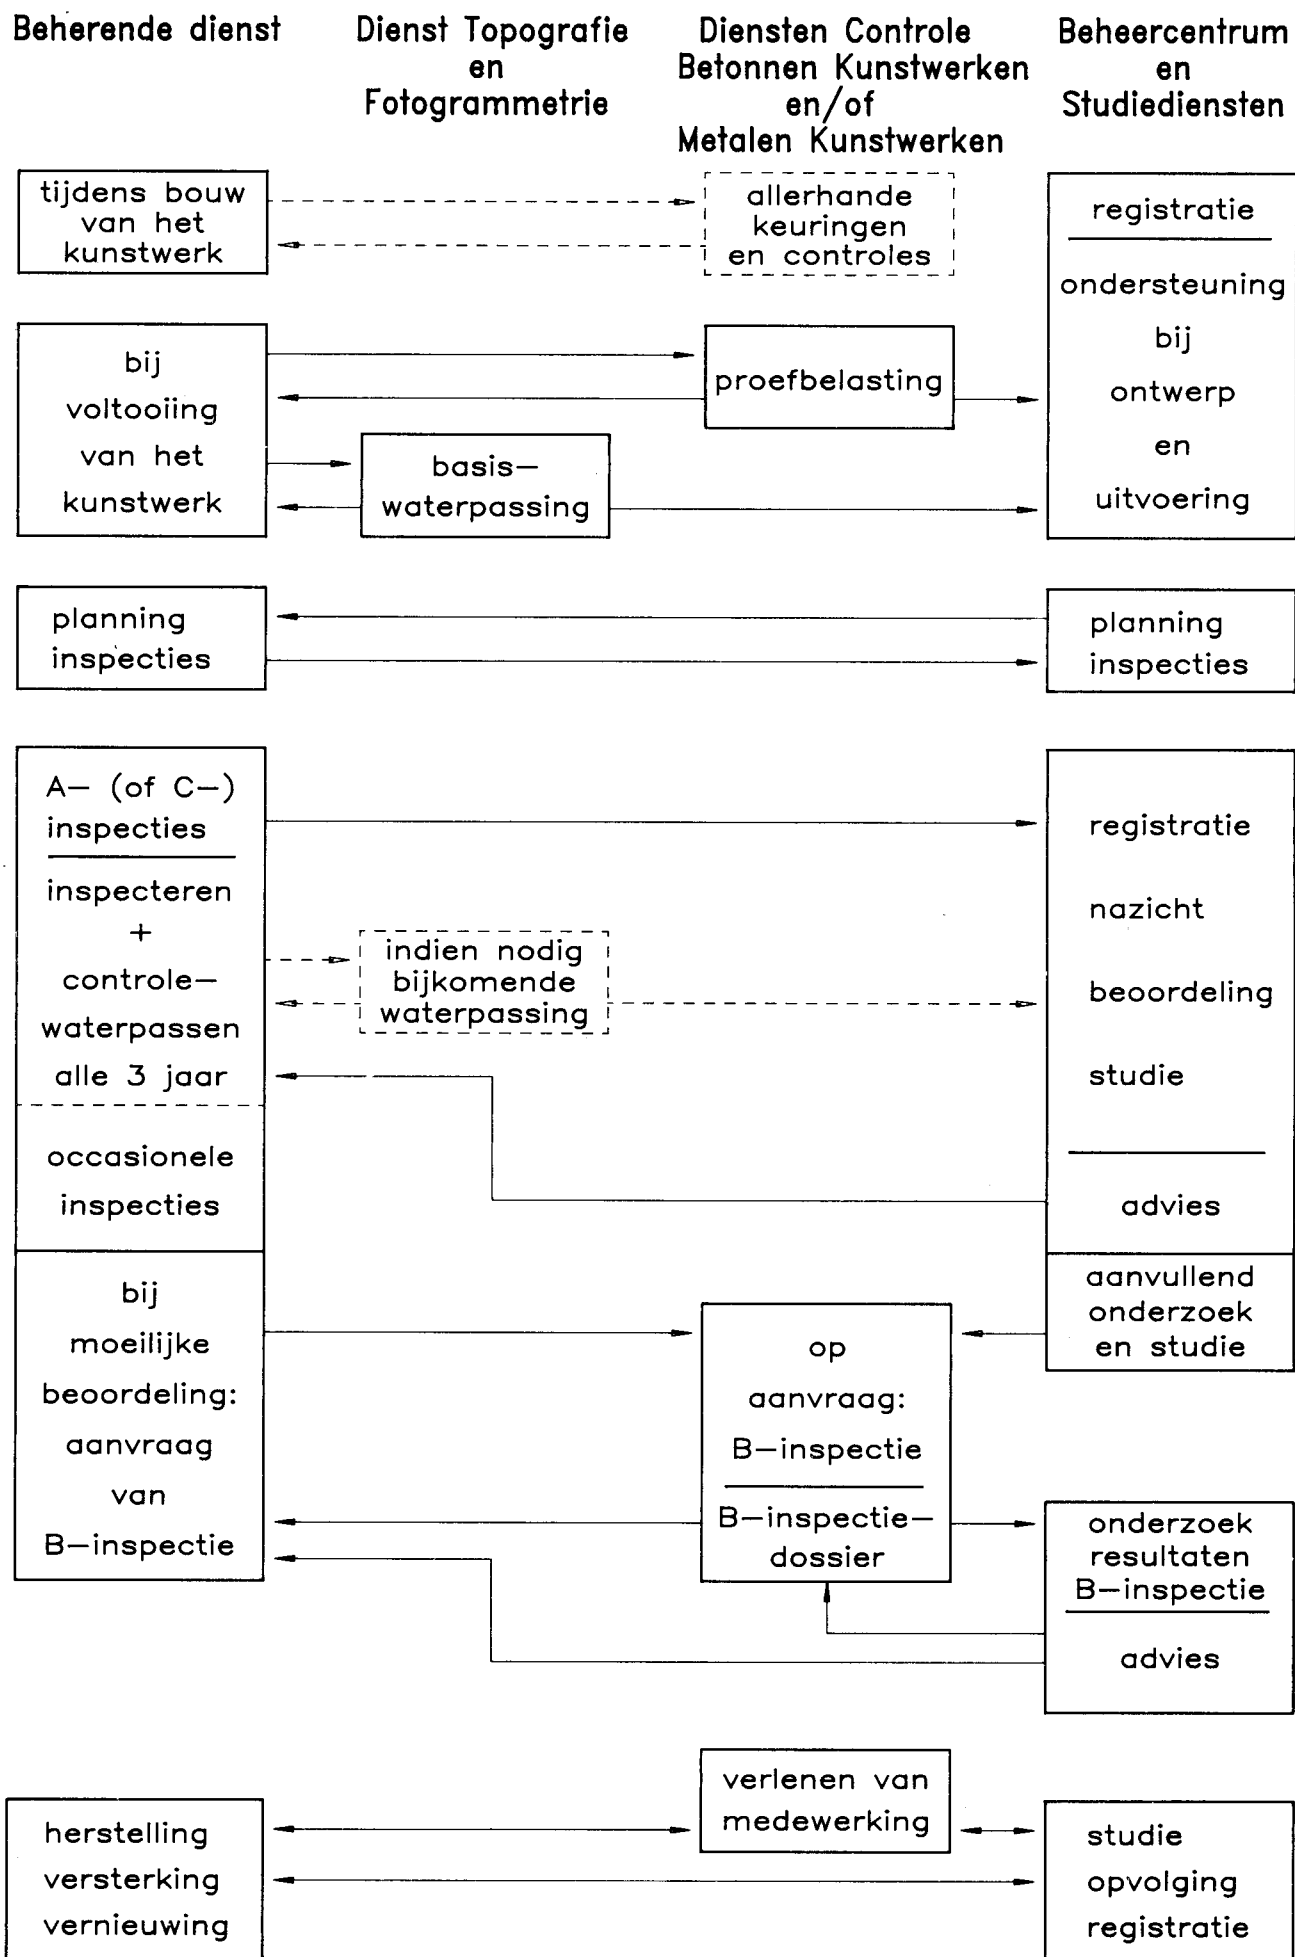 Beherende dienst
Dienst Topografie
en
Fotogrammetrie
Diensten Controle
Betonnen Kunstwerken
en/of
Metalen Kunstwerken
Beheercentrum
en
Studiediensten
tijdens bouw
van het
kunstwerk
allerhande
keuringen
en controles
registratie
ondersteuning
bij
ontwerp
en
uitvoering
bij
voltooiing
van het
kunstwerk
proefbelasting
basis—
waterpassing
planning
inspecties
planning
inspecties
A— (of C—)
inspecties
inspecteren
+
controle—
waterpassen
alle 3 jaar
occasionele
inspecties
indien nodig
bijkomende
waterpassing
registratie
nazicht
beoordeling
studie
advies
bij
moeilijke
beoordeling:
aanvraag
van
B—inspectie
op
aanvraag:
B—inspectie
B—inspectie—
dossier
aanvullend
onderzoek
en studie
onderzoek
resultaten
B—inspectie
advies
herstelling
versterking
vernieuwing
verlenen van
medewerking
studie
opvolging
registratie